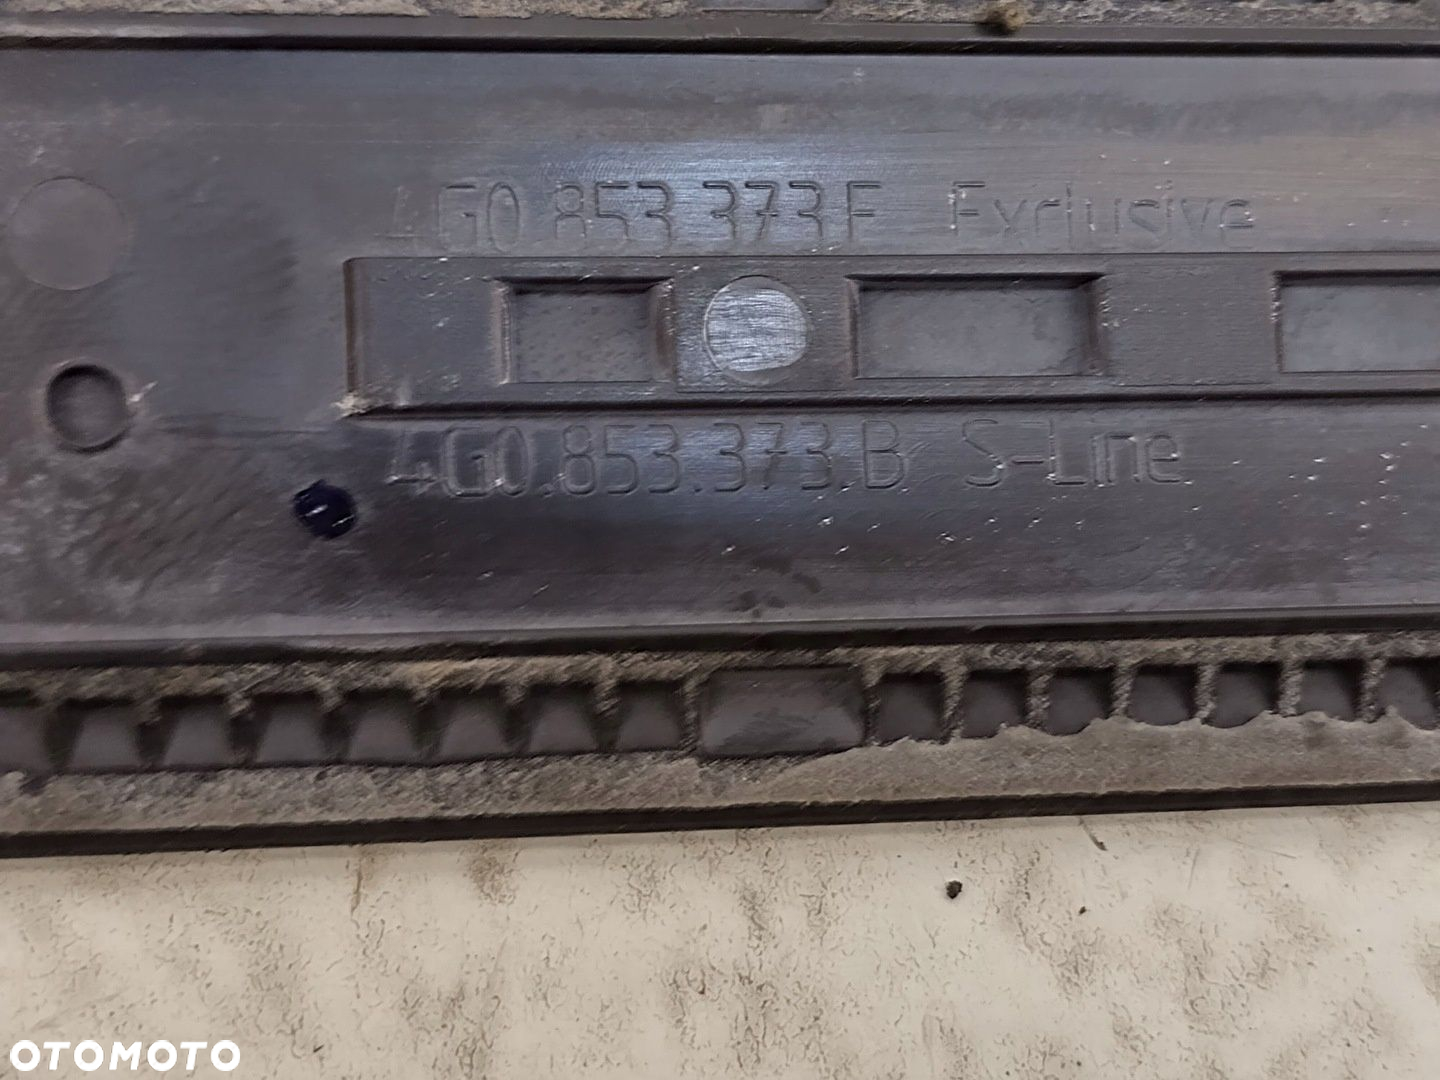 4G0.853.373.F Exclusive
4G0.853.373.B S-Line
OTOMOTO